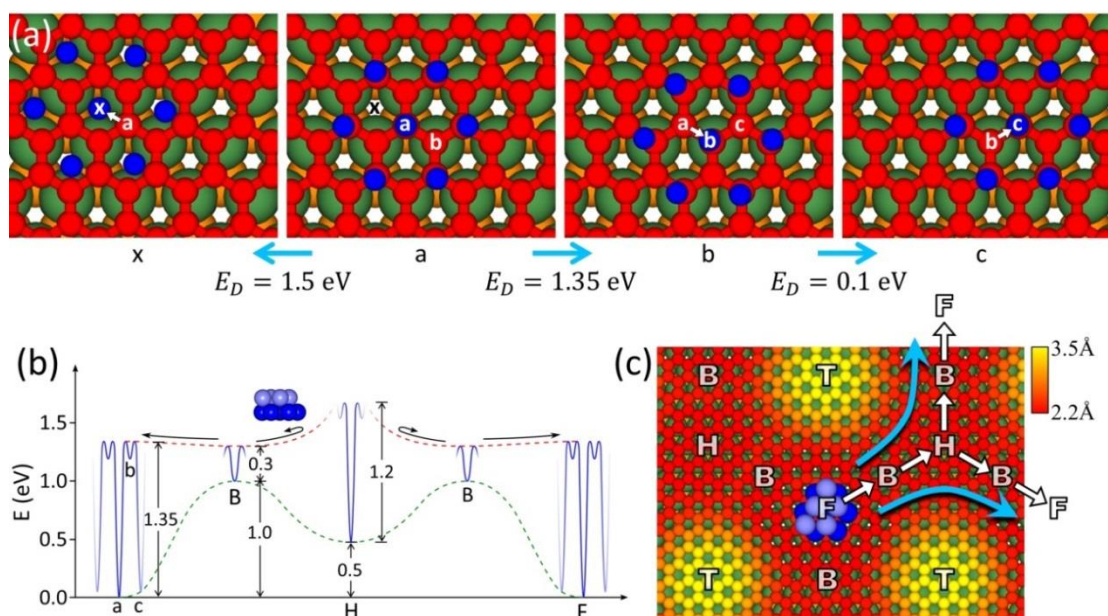 (a)
x
a
x
a
b
a
b
c
b
c
x
a
b
c
E_D = 1.5 eV
E_D = 1.35 eV
E_D = 0.1 eV
(b)
E (eV)
1.5
1.0
0.5
0.0
b
1.35
B
0.3
1.0
1.2
0.5
B
a
c
H
F
(c)
F
3.5Å
2.2Å
B
T
B
H
H
B
B
B
F
F
T
B
T